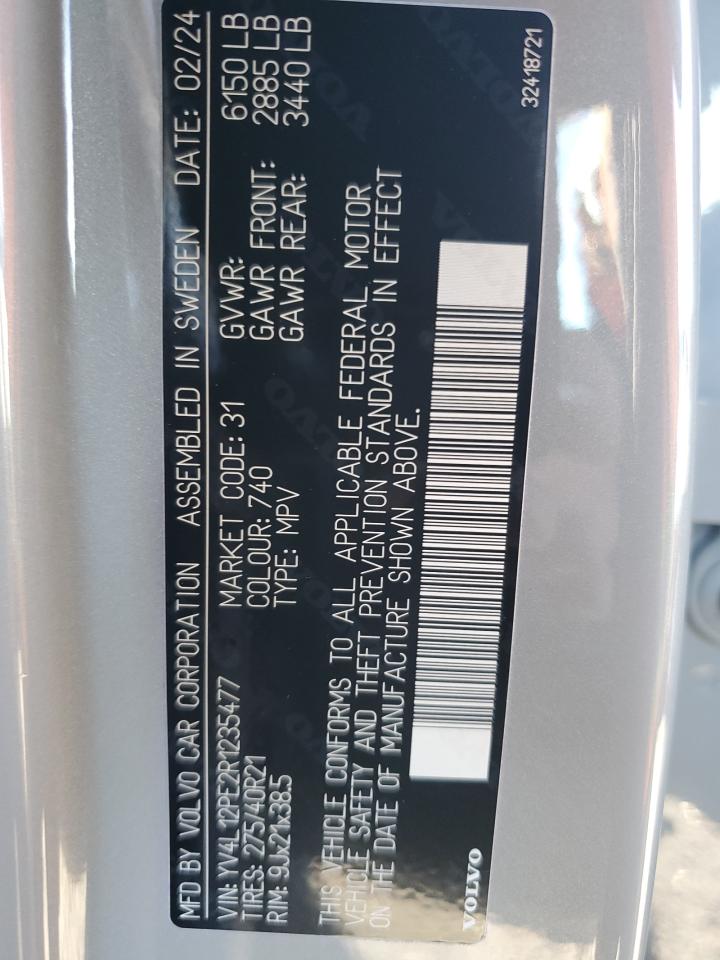 MFD BY VOLVO CAR CORPORATION ASSEMBLED IN SWEDEN DATE: 02/24
VIN: YV4L12PE2R1235477 MARKET CODE: 31 GVWR: 6150 LB
TIRES: 275/40R21 COLOUR: 740 GAWR FRONT: 2885 LB
RIM: 9Jx21x38.5 TYPE: MPV GAWR REAR: 3440 LB
THIS VEHICLE CONFORMS TO ALL APPLICABLE FEDERAL MOTOR
VEHICLE SAFETY AND THEFT PREVENTION STANDARDS IN EFFECT
ON THE DATE OF MANUFACTURE SHOWN ABOVE.
VOLVO
32418721